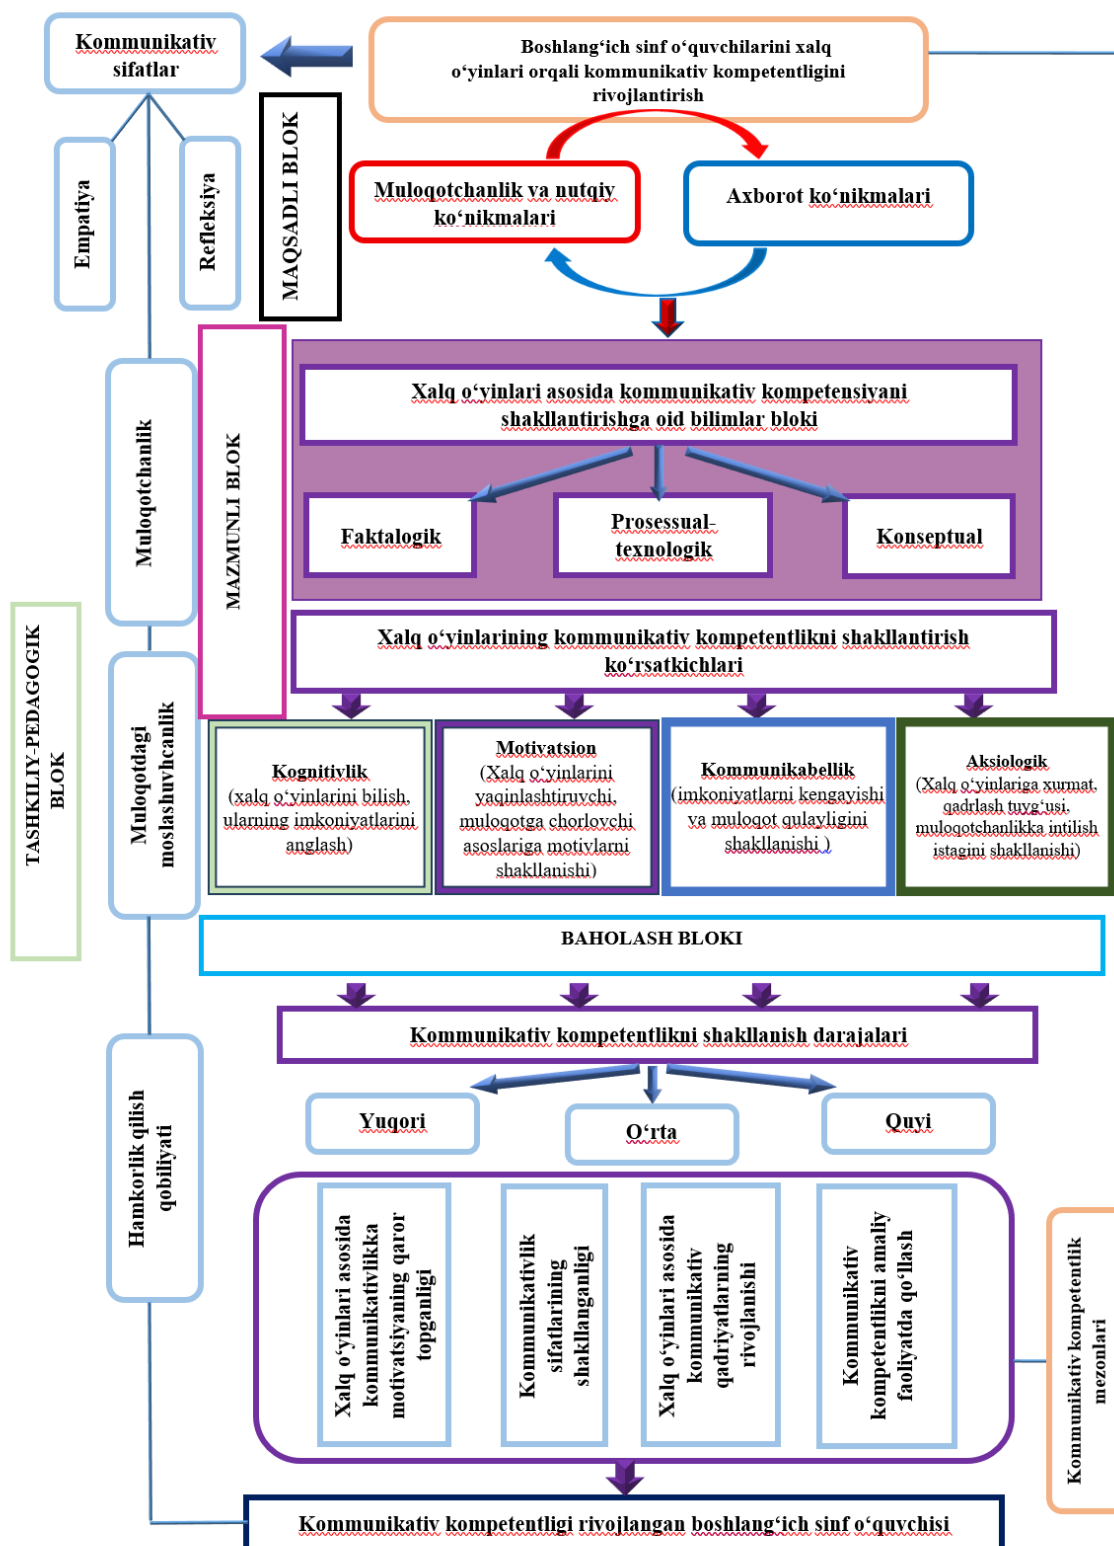 Kommunikativ
sifatlar
Boshlang‘ich sinf o‘quvchilarini xalq
o‘yinlari orqali kommunikativ kompetentligini
rivojlantirish
Empatiya
Refleksiya
MAQSADLI BLOK
Muloqotchanlik va nutqiy
ko‘nikmalari
Axborot ko‘nikmalari
Muloqotchanlik
MAZMUNLI BLOK
Xalq o‘yinlari asosida kommunikativ kompetensiyani
shakllantirishga oid bilimlar bloki
Faktalogik
Prosessual-
texnologik
Konseptual
TASHKILIY-PEDAGOGIK
BLOK
Muloqotdagi
moslashuvhcanlik
Xalq o‘yinlarining kommunikativ kompetentlikni shakllantirish
ko‘rsatkichlari
Kognitivlik
(xalq o‘yinlarini bilish,
ularning imkoniyatlarini
anglash)
Motivatsion
(Xalq o‘yinlarini
yaqinlashtiruvchi,
muloqotga chorlovchi
asoslariga motivlarni
shakllanishi)
Kommunikabellik
(imkoniyatlarni kengayishi
va muloqot qulayligini
shakllanishi )
Aksiologik
(Xalq o‘yinlariga xurmat,
qadrlash tuyg‘usi,
muloqotchanlikka intilish
istagini shakllanishi)
BAHOLASH BLOKI
Kommunikativ kompetentlikni shakllanish darajalari
Hamkorlik qilish
qobiliyati
Yuqori
O‘rta
Quyi
Xalq o‘yinlari asosida
kommunikativlikka
motivatsiyaning qaror
topganligi
Kommunikativlik
sifatlarining
shakllanganligi
Xalq o‘yinlari asosida
kommunikativ
qadriyatlarning
rivojlanishi
Kommunikativ
kompetentlikni amaliy
faoliyatda qo‘llash
Kommunikativ kompetentlik
mezonlari
Kommunikativ kompetentligi rivojlangan boshlang‘ich sinf o‘quvchisi